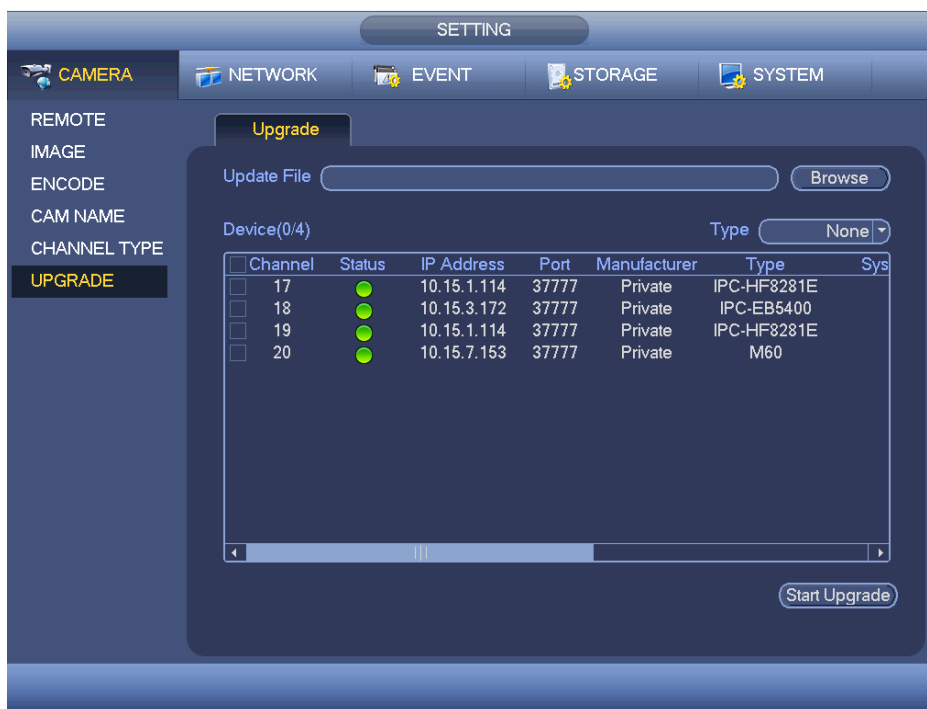 SETTING
CAMERA NETWORK EVENT STORAGE SYSTEM
REMOTE
IMAGE
ENCODE
CAM NAME
CHANNEL TYPE
UPGRADE
Upgrade
Update File Browse
Device(0/4) Type None
Channel Status IP Address Port Manufacturer Type Sys
17 10.15.1.114 37777 Private IPC-HF8281E
18 10.15.3.172 37777 Private IPC-EB5400
19 10.15.1.114 37777 Private IPC-HF8281E
20 10.15.7.153 37777 Private M60
Start Upgrade